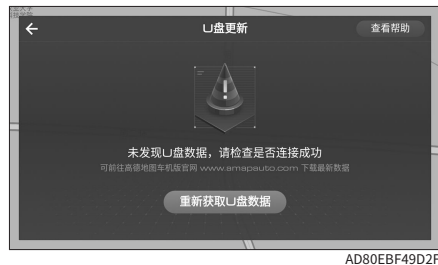 U盘更新
查看帮助
未发现U盘数据，请检查是否连接成功
可前往高德地图车机版官网 www.amapauto.com 下载最新数据
重新获取U盘数据
AD80EBF49D2F